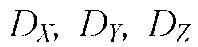 D_X, D_Y, D_Z